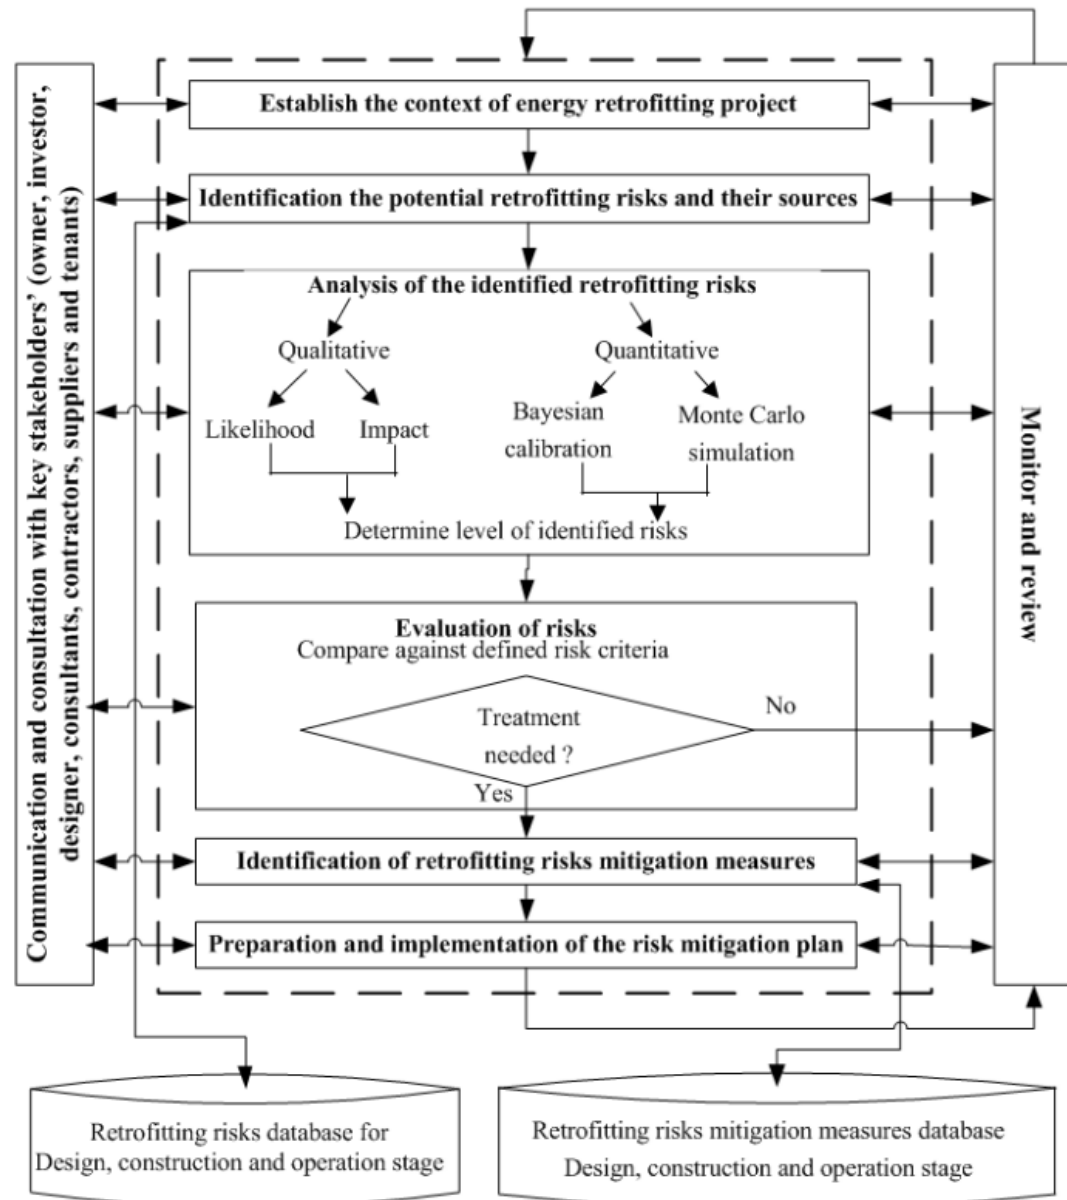 Communication and consultation with key stakeholders' (owner, investor,
designer, consultants, contractors, suppliers and tenants)
Establish the context of energy retrofitting project
Identification the potential retrofitting risks and their sources
Analysis of the identified retrofitting risks
Qualitative
Quantitative
Likelihood
Impact
Bayesian
calibration
Monte Carlo
simulation
Determine level of identified risks
Evaluation of risks
Compare against defined risk criteria
Treatment
needed ?
No
Yes
Identification of retrofitting risks mitigation measures
Preparation and implementation of the risk mitigation plan
Monitor and review
Retrofitting risks database for
Design, construction and operation stage
Retrofitting risks mitigation measures database
Design, construction and operation stage